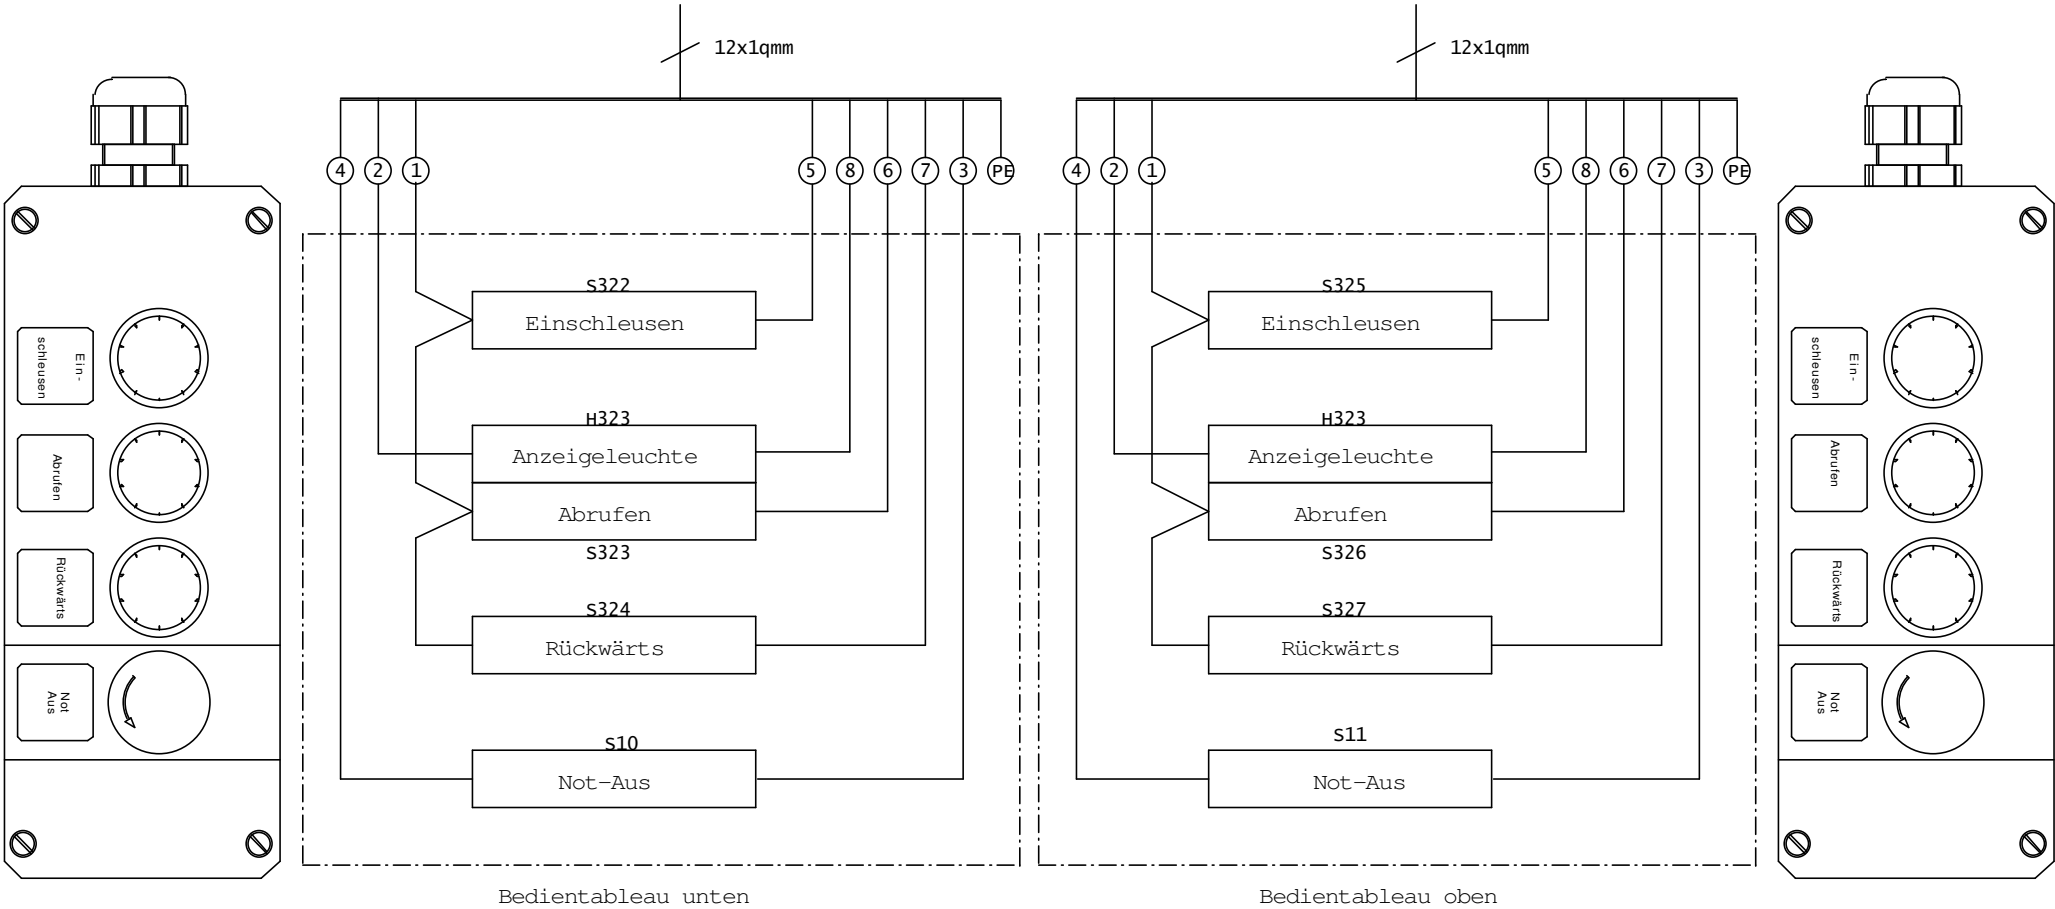 12x1qmm
12x1qmm
4 2 1 5 8 6 7 3 PE
4 2 1 5 8 6 7 3 PE
Ein-
schleusen
Abrufen
Rückwärts
Not
Aus
S322
Einschleusen
H323
Anzeigeleuchte
Abrufen
S323
S324
Rückwärts
S10
Not-Aus
Bedientableau unten
S325
Einschleusen
H323
Anzeigeleuchte
Abrufen
S326
S327
Rückwärts
S11
Not-Aus
Bedientableau oben
Ein-
schleusen
Abrufen
Rückwärts
Not
Aus